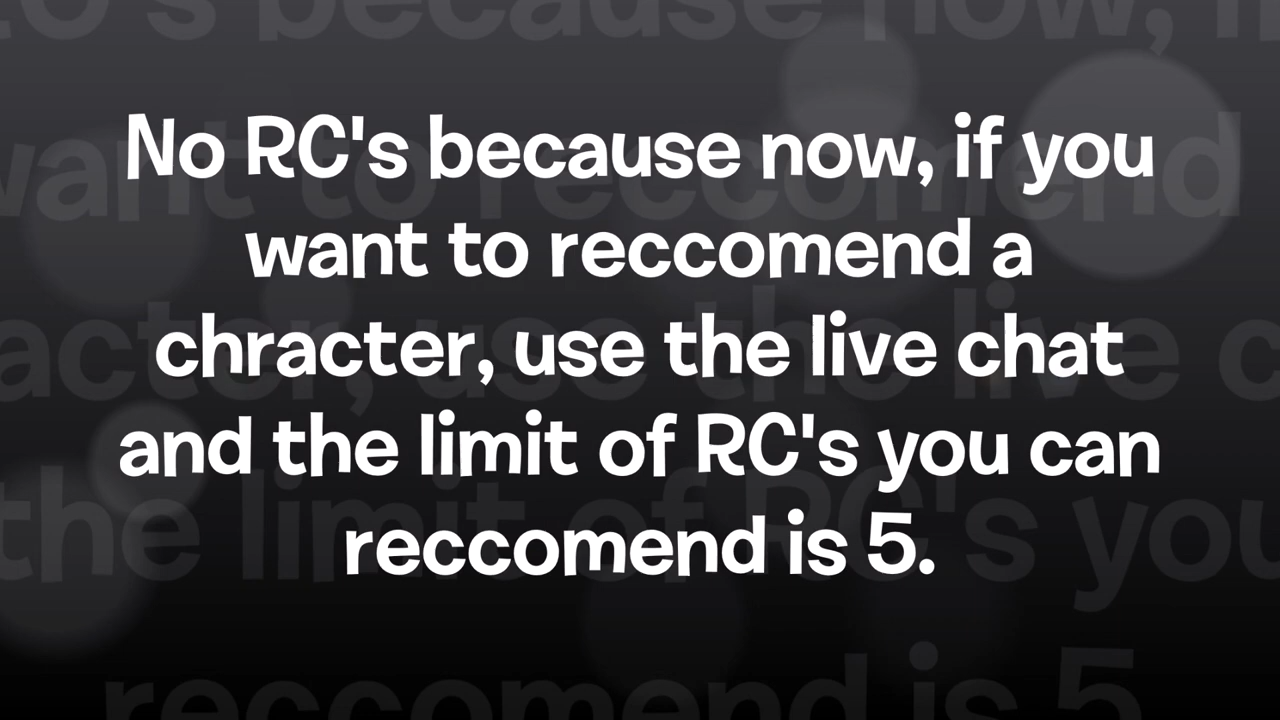 No RC's because now, if you
want to reccomend a
chracter, use the live chat
and the limit of RC's you can
reccomend is 5.